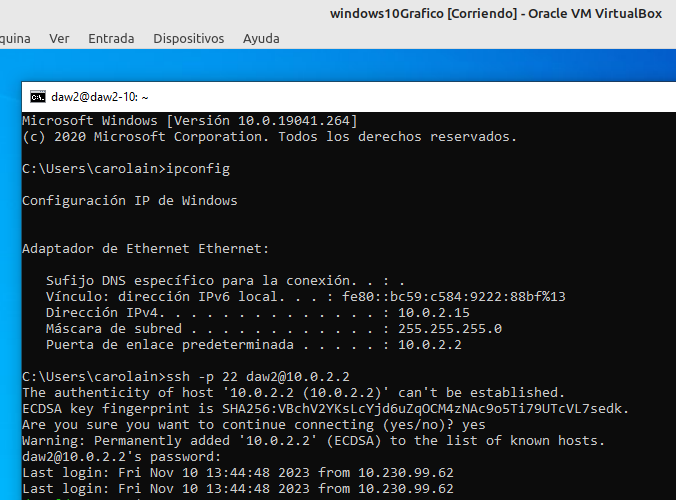 windows10Grafico [Corriendo] - Oracle VM VirtualBox
quina Ver Entrada Dispositivos Ayuda
daw2@daw2-10: ~
Microsoft Windows [Versión 10.0.19041.264]
(c) 2020 Microsoft Corporation. Todos los derechos reservados.
C:\Users\carolain>ipconfig
Configuración IP de Windows
Adaptador de Ethernet Ethernet:
Sufijo DNS específico para la conexión. . : .
Vínculo: dirección IPv6 local. . . : fe80::bc59:c584:9222:88bf%13
Dirección IPv4. . . . . . . . . . . . . . : 10.0.2.15
Máscara de subred . . . . . . . . . . . . : 255.255.255.0
Puerta de enlace predeterminada . . . . . : 10.0.2.2
C:\Users\carolain>ssh -p 22 daw2@10.0.2.2
The authenticity of host '10.0.2.2 (10.0.2.2)' can't be established.
ECDSA key fingerprint is SHA256:VBchV2YKsLcYjd6uZqOCM4zNAc9o5Ti79UTcVL7sedk.
Are you sure you want to continue connecting (yes/no)? yes
Warning: Permanently added '10.0.2.2' (ECDSA) to the list of known hosts.
daw2@10.0.2.2's password:
Last login: Fri Nov 10 13:44:48 2023 from 10.230.99.62
Last login: Fri Nov 10 13:44:48 2023 from 10.230.99.62